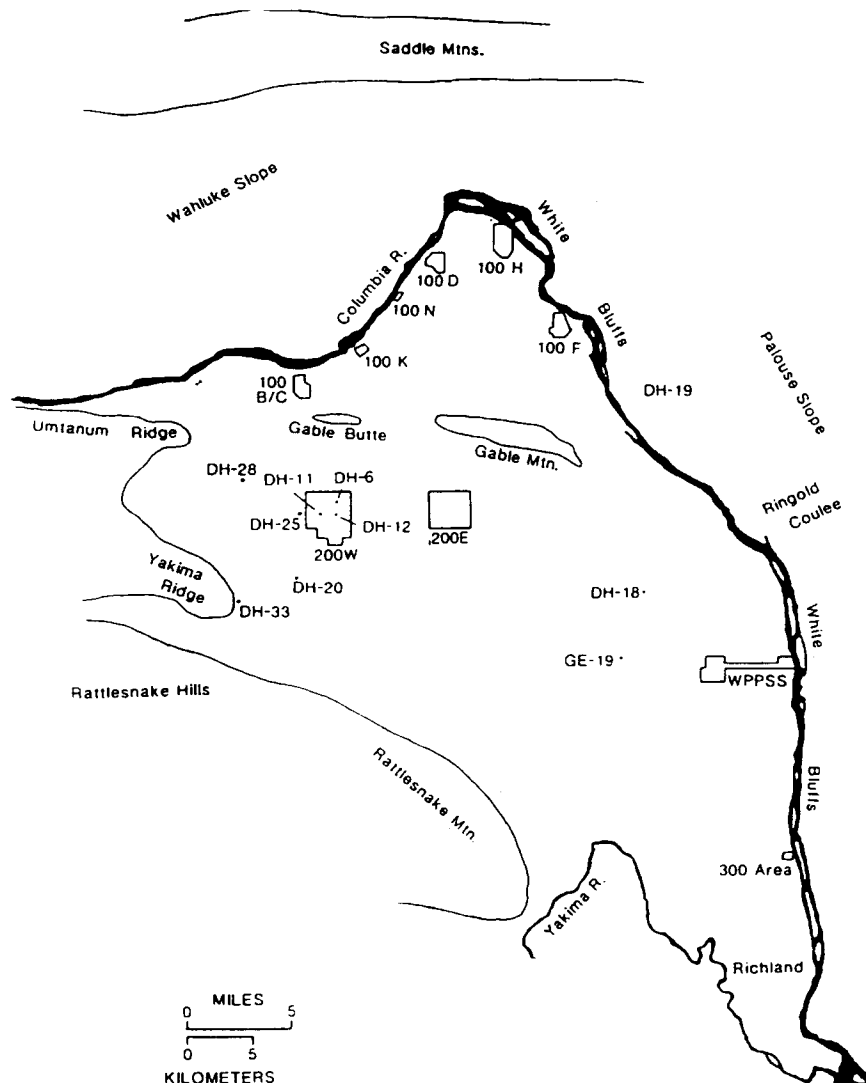 Saddle Mtns.
Wahluke Slope
White
Columbia R.
100 H
100 D
100 N
Bluffs
100 F
100 K
Palouse Slope
100
B/C
DH-19
Umtanum Ridge
Gable Butte
Gable Mtn.
DH-28
DH-11
DH-6
Ringold
Coulee
DH-25
DH-12
200W
200E
Yakima
Ridge
DH-20
DH-18
DH-33
White
GE-19
WPPSS
Rattlesnake Hills
Rattlesnake Mtn.
Bluffs
300 Area
Yakima R.
Richland
MILES
0 5
0 5
KILOMETERS